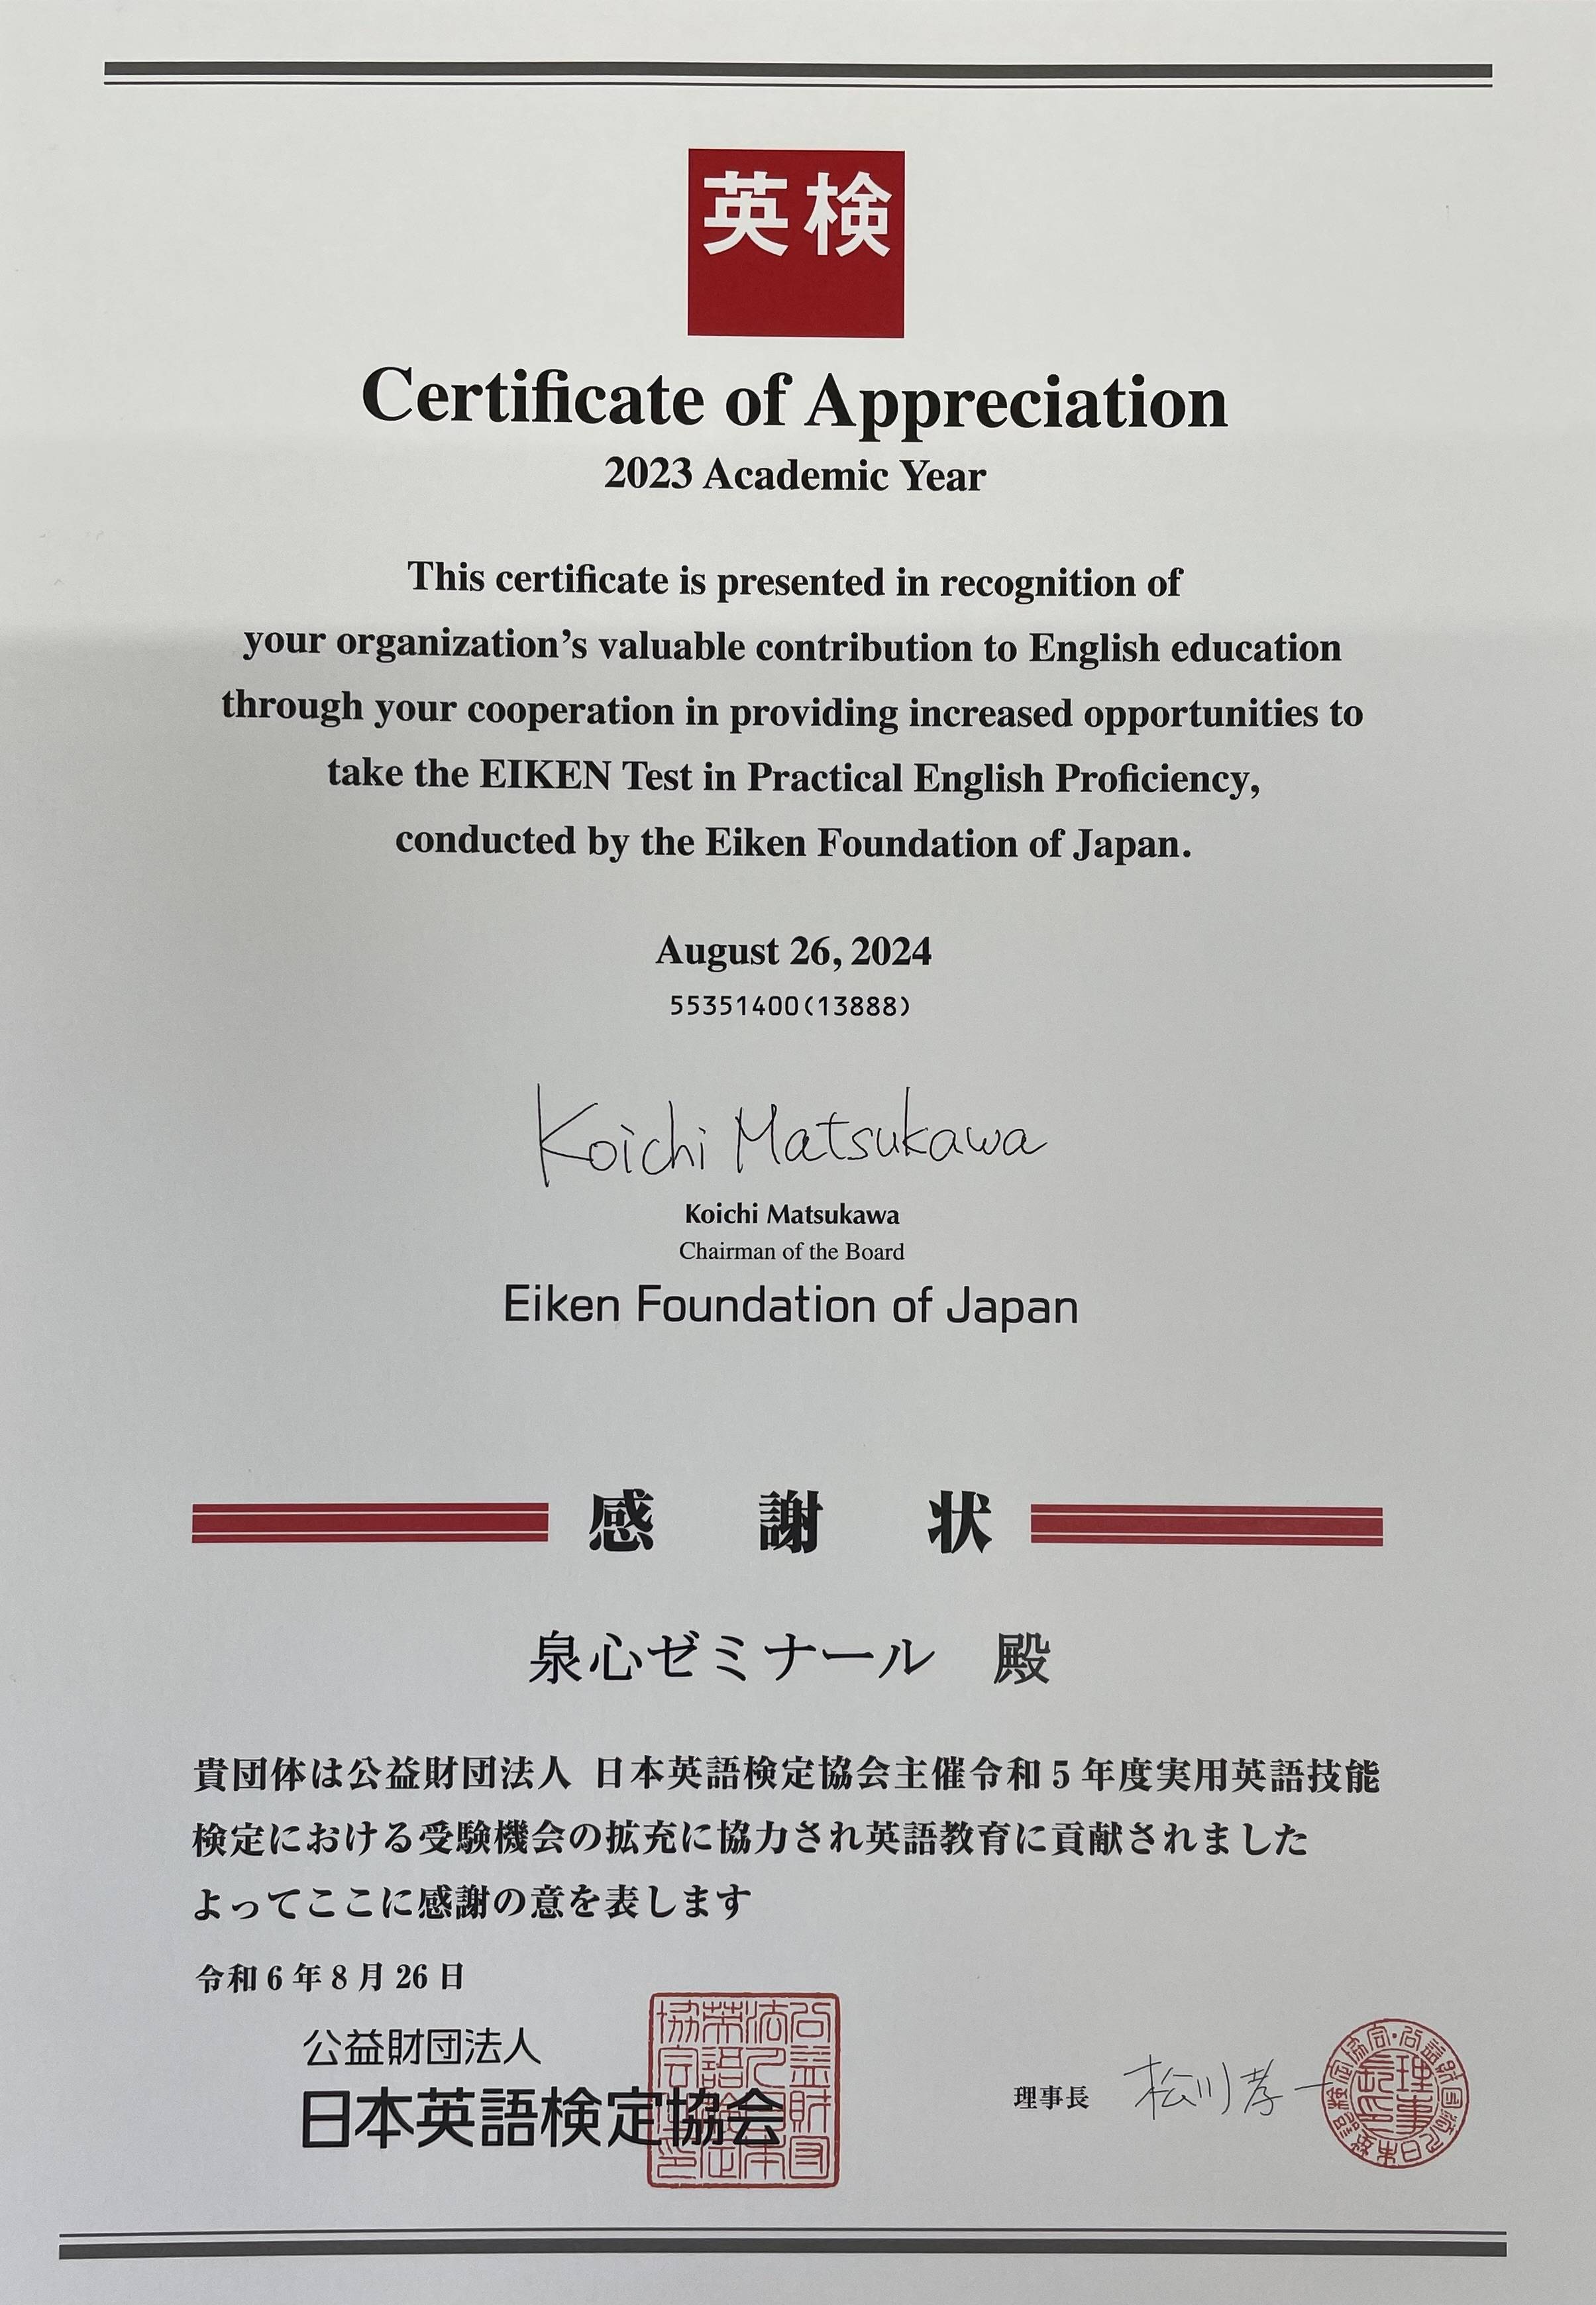 英検
Certificate of Appreciation
2023 Academic Year
This certificate is presented in recognition of
your organization’s valuable contribution to English education
through your cooperation in providing increased opportunities to
take the EIKEN Test in Practical English Proficiency,
conducted by the Eiken Foundation of Japan.
August 26, 2024
55351400(13888)
Koichi Matsukawa
Koichi Matsukawa
Chairman of the Board
Eiken Foundation of Japan
感 謝 状
泉心ゼミナール 殿
貴団体は公益財団法人 日本英語検定協会主催令和5年度実用英語技能
検定における受験機会の拡充に協力され英語教育に貢献されました
よってここに感謝の意を表します
令和6年8月26日
公益財団法人
日本英語検定協会
理事長 松川孝一